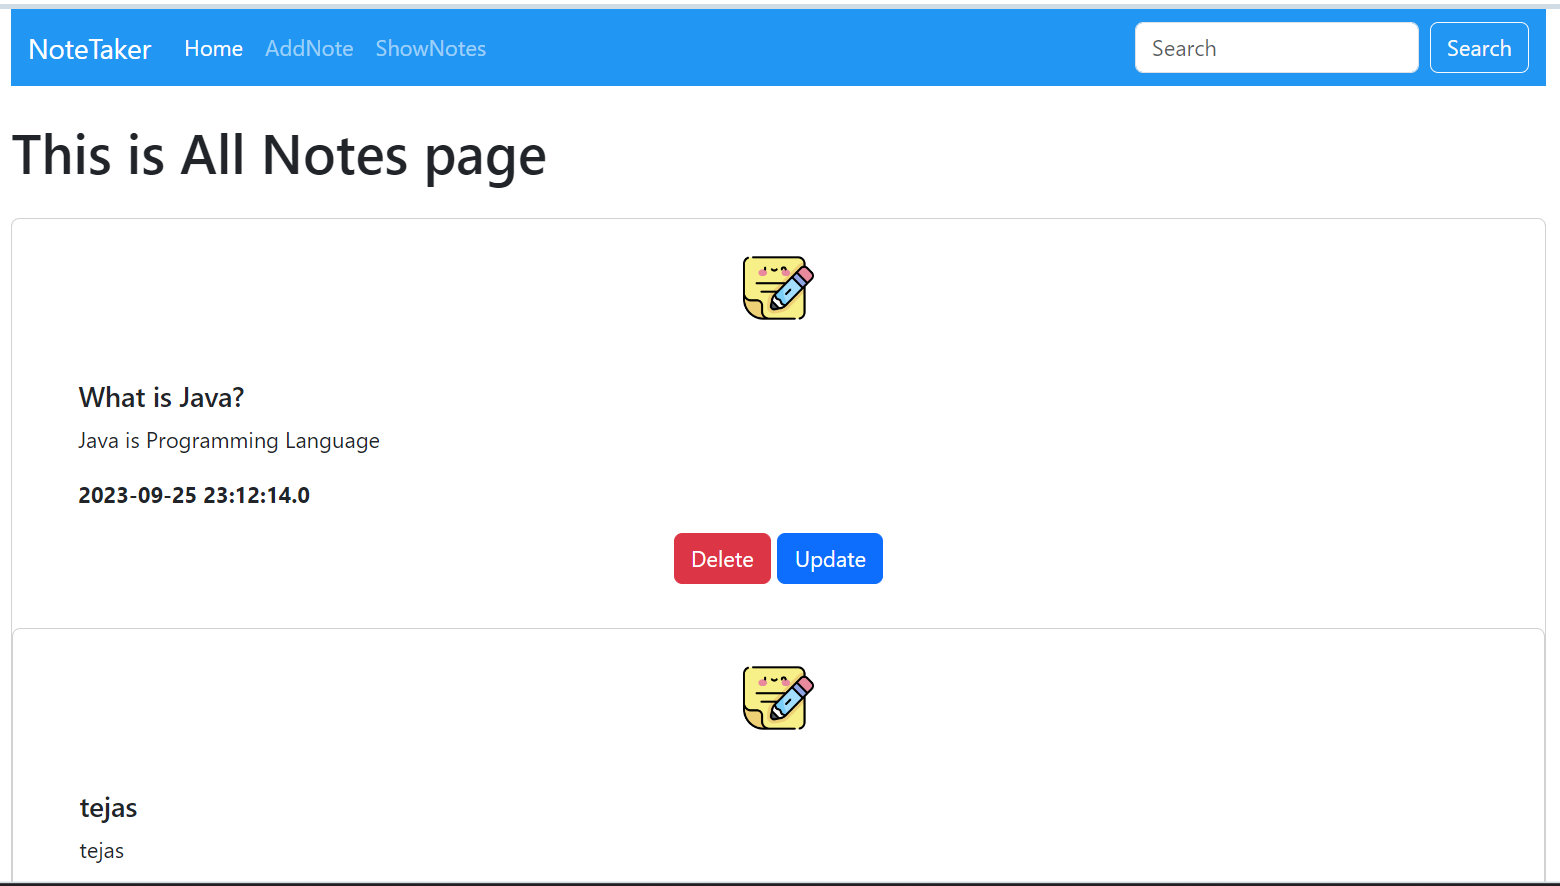 NoteTaker Home AddNote ShowNotes Search Search
This is All Notes page
What is Java?
Java is Programming Language
2023-09-25 23:12:14.0
Delete Update
tejas
tejas